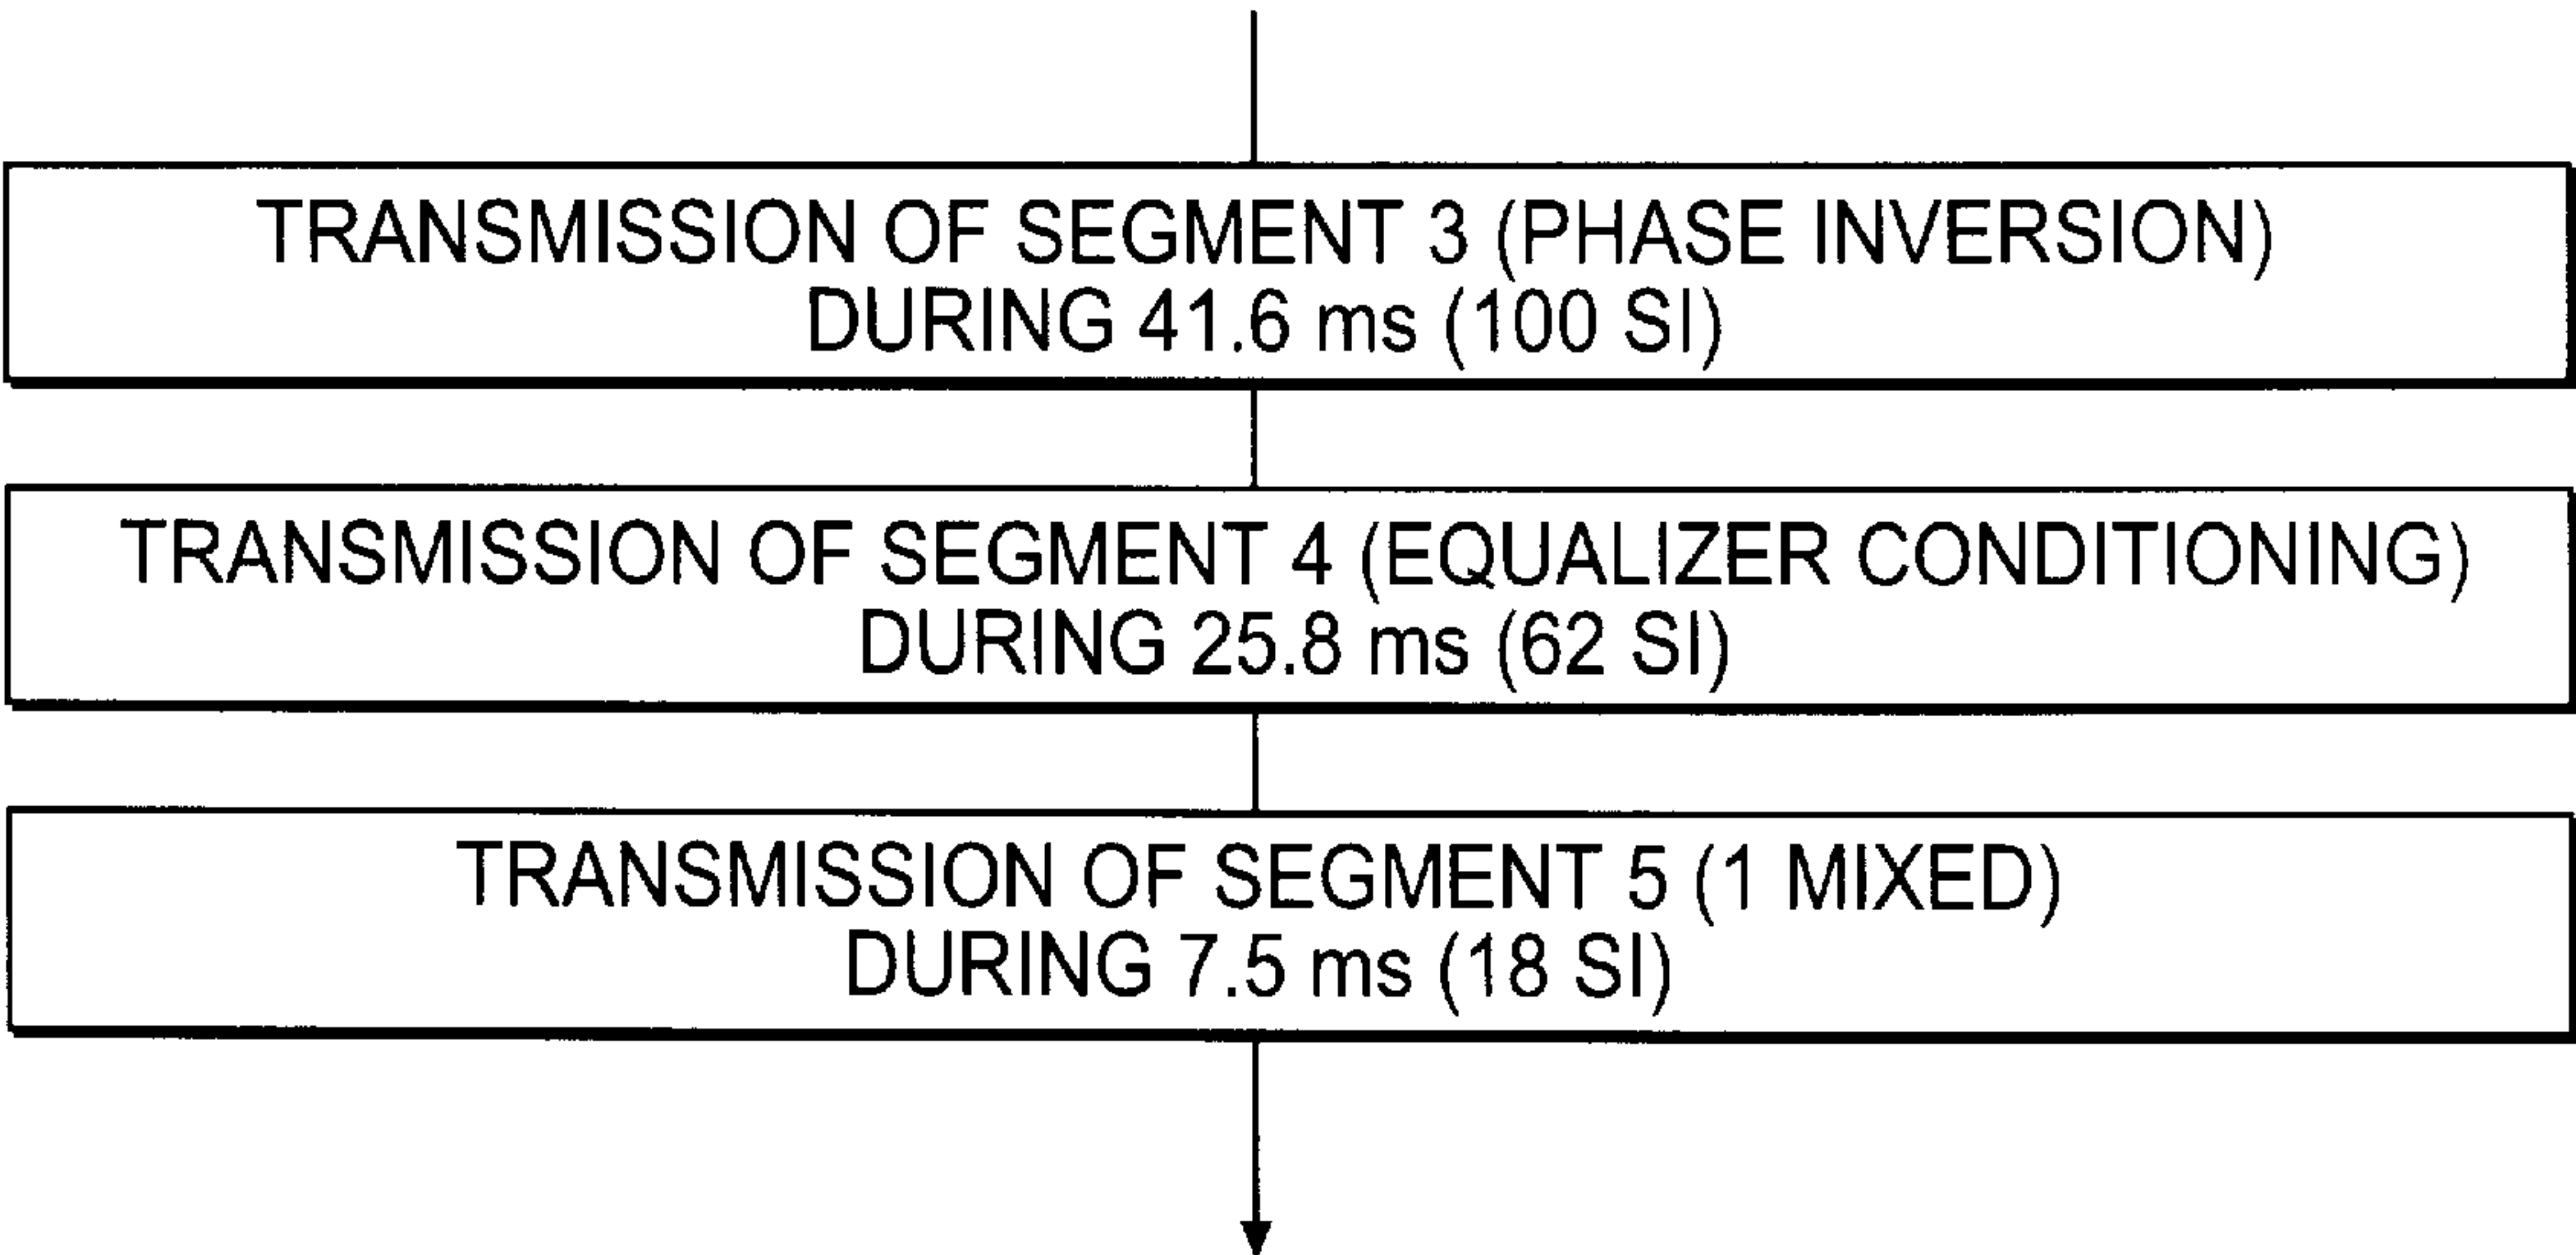 TRANSMISSION OF SEGMENT 3 (PHASE INVERSION)
DURING 41.6 ms (100 SI)
TRANSMISSION OF SEGMENT 4 (EQUALIZER CONDITIONING)
DURING 25.8 ms (62 SI)
TRANSMISSION OF SEGMENT 5 (1 MIXED)
DURING 7.5 ms (18 SI)